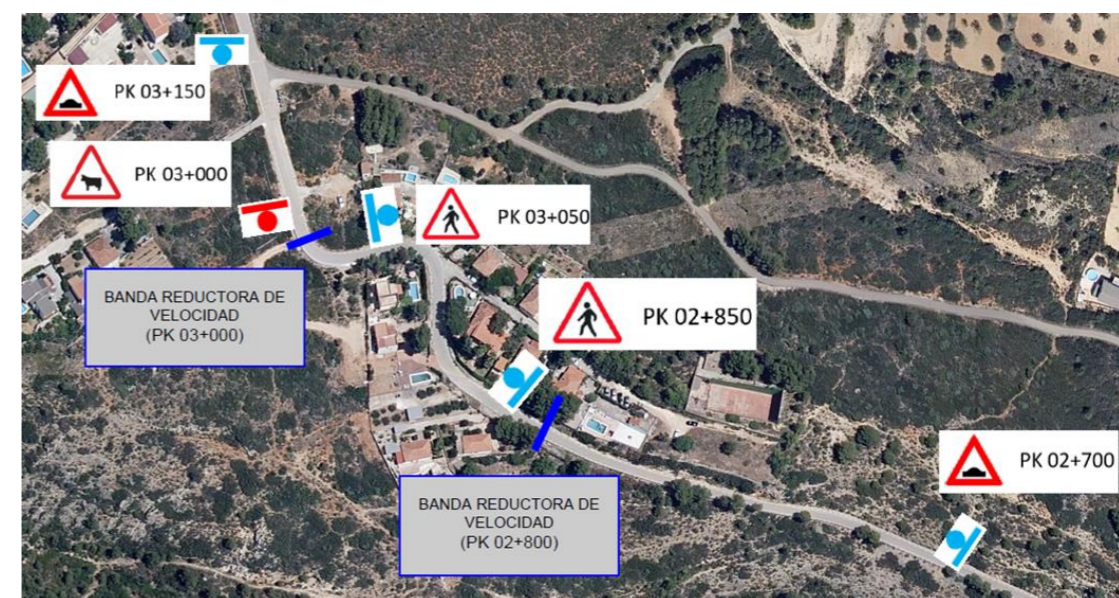 PK 03+150
PK 03+000
PK 03+050
BANDA REDUCTORA DE
VELOCIDAD
(PK 03+000)
PK 02+850
PK 02+700
BANDA REDUCTORA DE
VELOCIDAD
(PK 02+800)